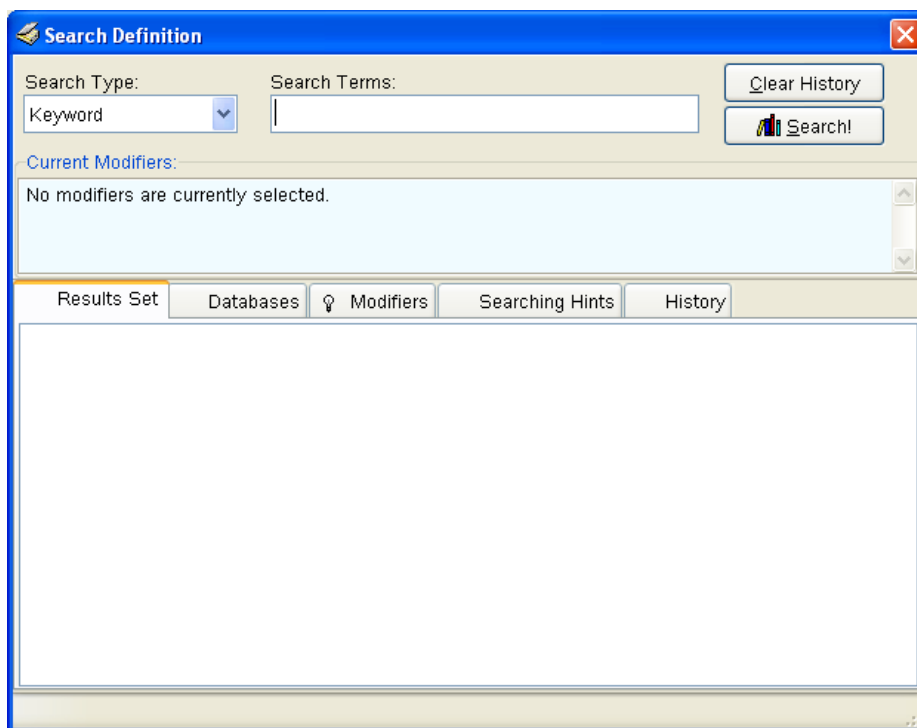 Search Definition
Search Type:
Search Terms:
Clear History
Keyword
Search!
Current Modifiers:
No modifiers are currently selected.
Results Set
Databases
Modifiers
Searching Hints
History